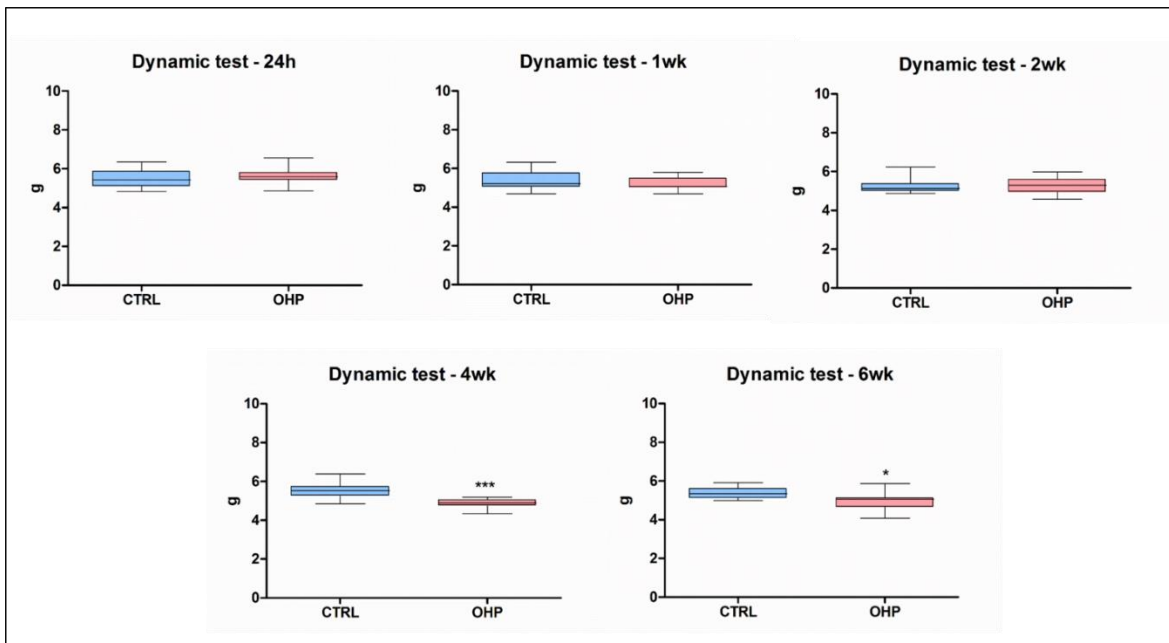 Dynamic test - 24h
10
8
6
4
2
0
g
CTRL OHP
Dynamic test - 1wk
10
8
6
4
2
0
g
CTRL OHP
Dynamic test - 2wk
10
8
6
4
2
0
g
CTRL OHP
Dynamic test - 4wk
10
8
6
4
2
0
g
***
CTRL OHP
Dynamic test - 6wk
10
8
6
4
2
0
g
*
CTRL OHP